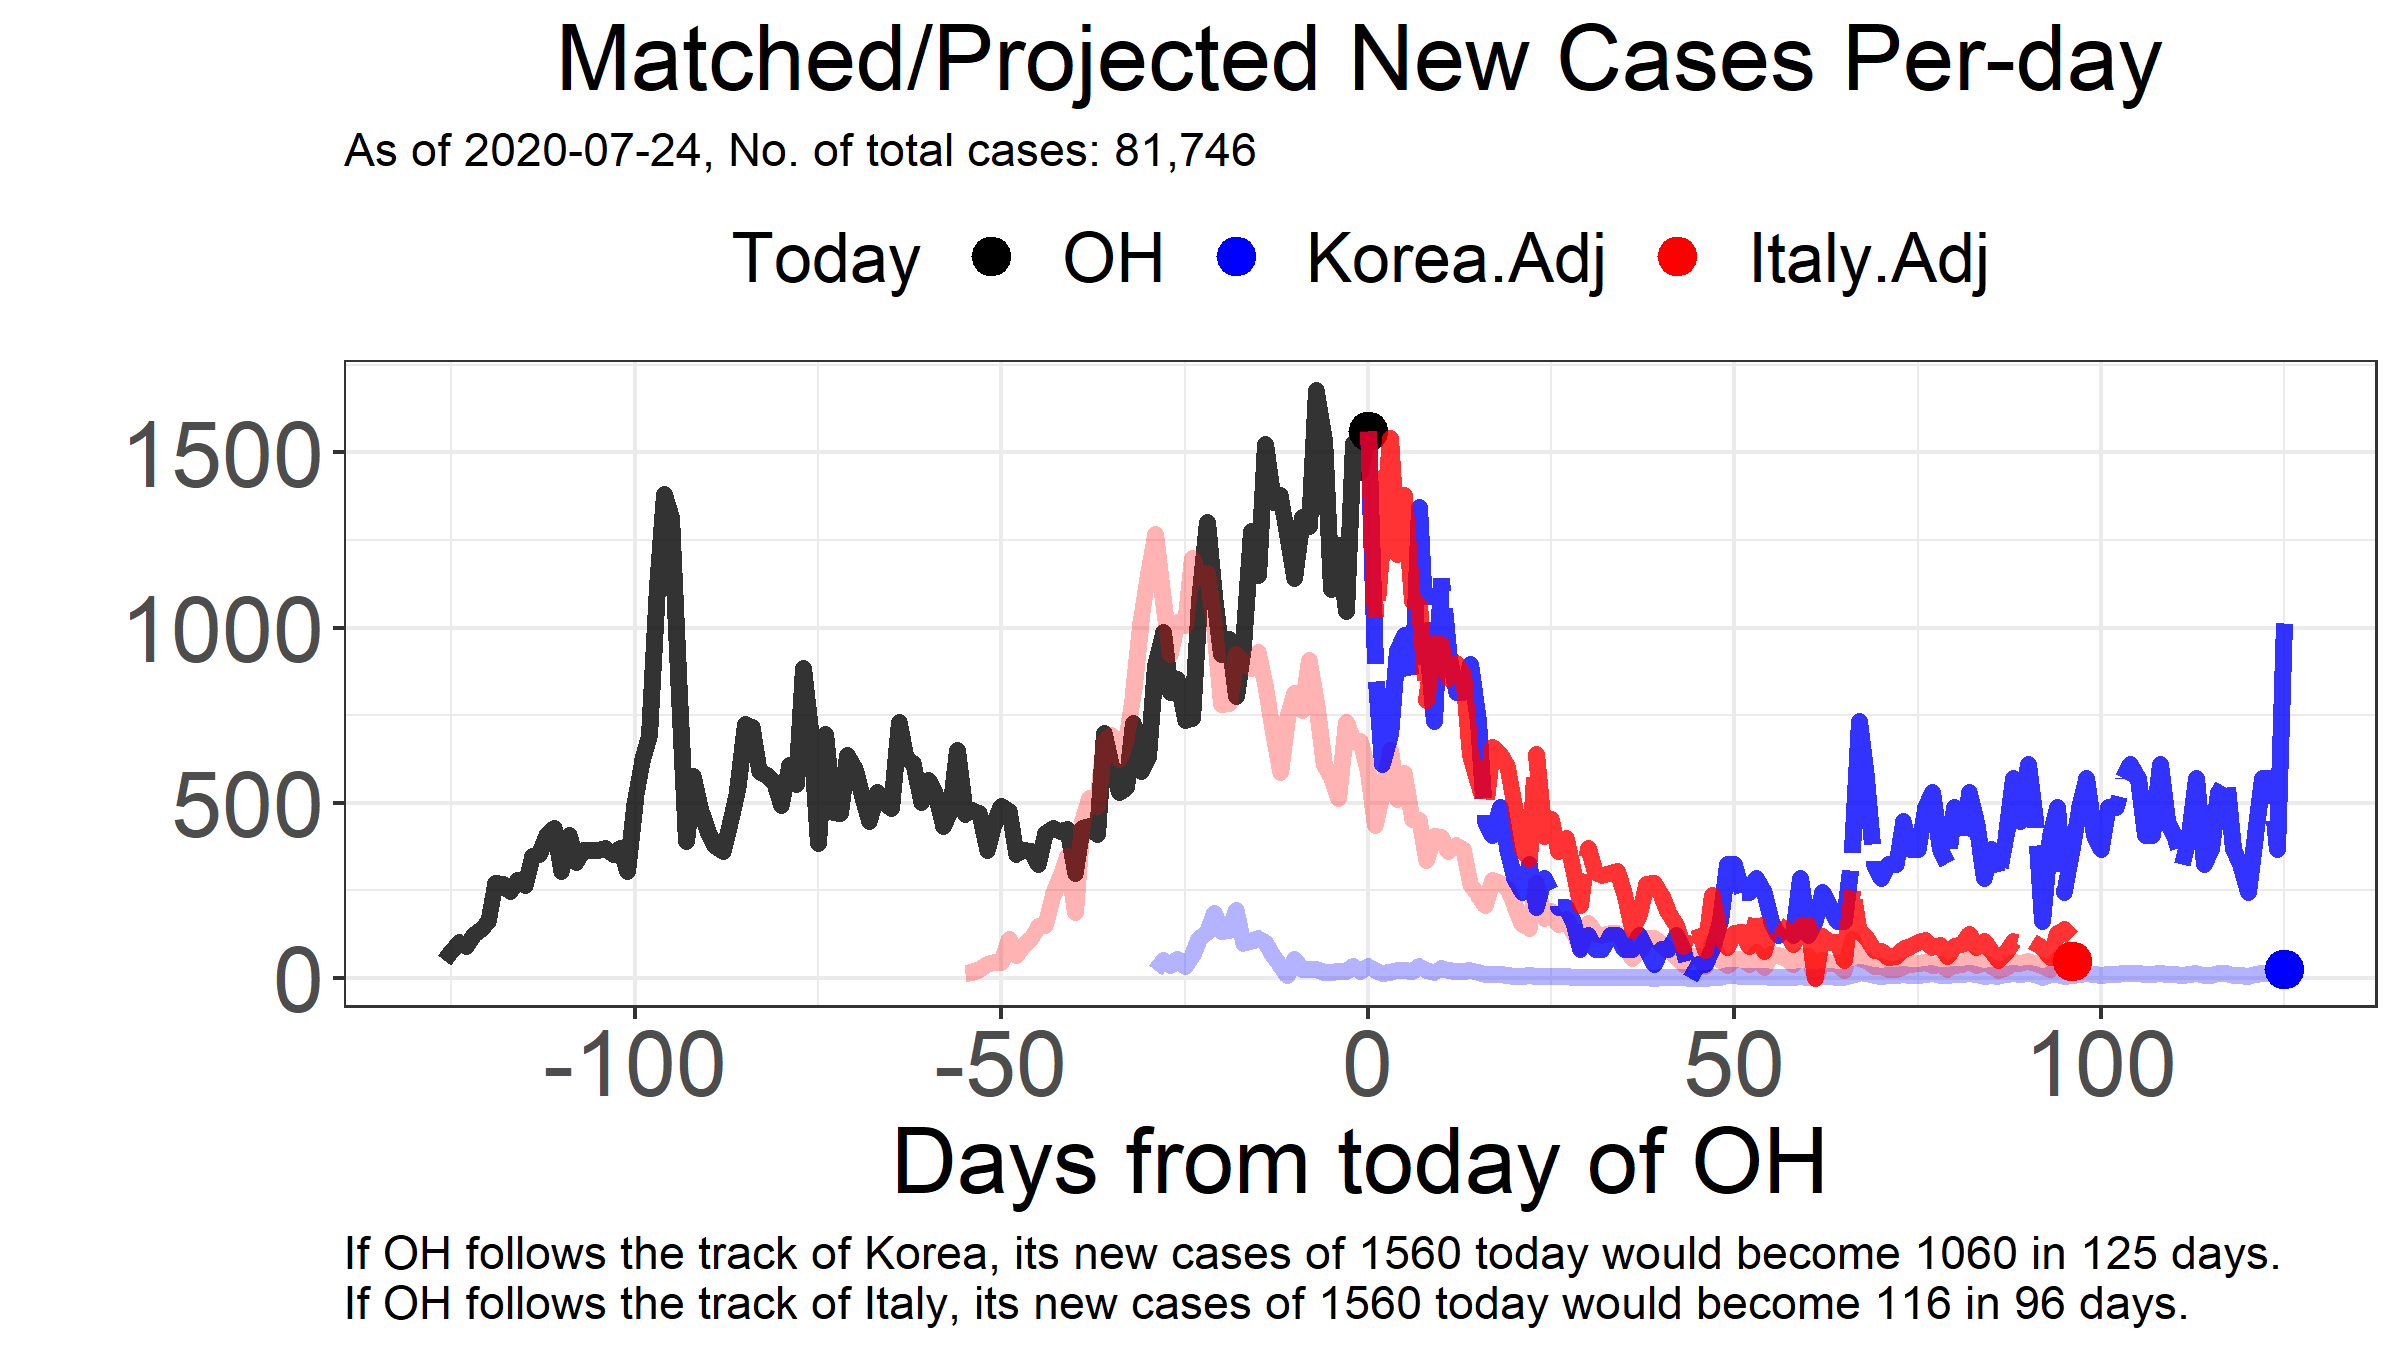 Matched/Projected New Cases Per-day
As of 2020-07-24, No. of total cases: 81,746
Today OH Korea.Adj Italy.Adj
1500
1000
500
0
-100 -50 0 50 100
Days from today of OH
If OH follows the track of Korea, its new cases of 1560 today would become 1060 in 125 days.
If OH follows the track of Italy, its new cases of 1560 today would become 116 in 96 days.